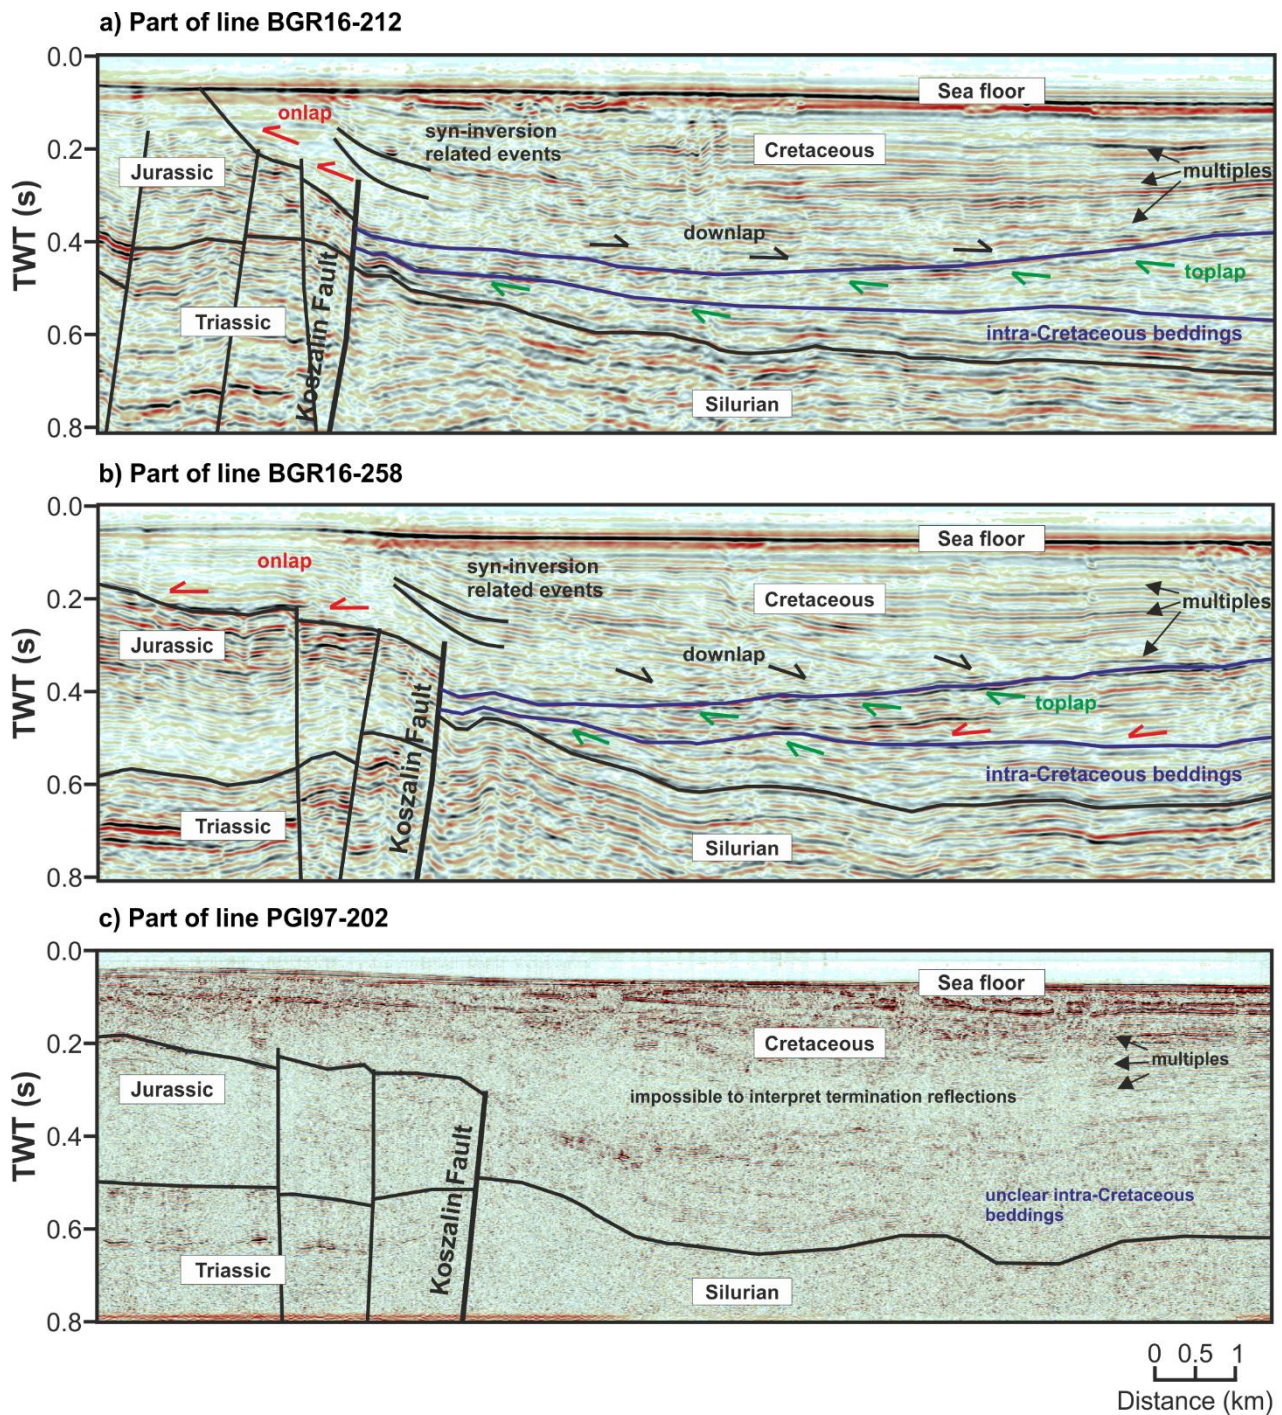 a) Part of line BGR16-212
0.0
Sea floor
onlap
syn-inversion
related events
Cretaceous
0.2
Jurassic
multiples
TWT (s)
downlap
0.4
toplap
Triassic
Koszalin Fault
intra-Cretaceous beddings
0.6
Silurian
0.8
b) Part of line BGR16-258
0.0
Sea floor
onlap
syn-inversion
related events
Cretaceous
0.2
multiples
Jurassic
downlap
TWT (s)
0.4
toplap
Koszalin Fault
intra-Cretaceous beddings
0.6
Triassic
Silurian
0.8
c) Part of line PGI97-202
0.0
Sea floor
Cretaceous
0.2
multiples
Jurassic
impossible to interpret termination reflections
TWT (s)
0.4
Koszalin Fault
unclear intra-Cretaceous
beddings
0.6
Triassic
Silurian
0.8
0 0.5 1
Distance (km)